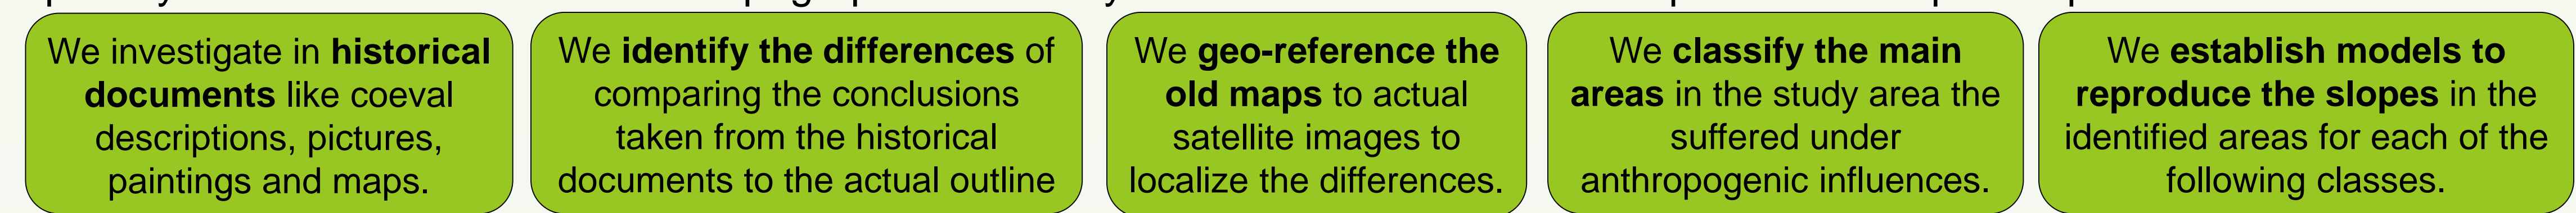 We investigate in historical
documents like coeval
descriptions, pictures,
paintings and maps.
We identify the differences of
comparing the conclusions
taken from the historical
documents to the actual outline
We geo-reference the
old maps to actual
satellite images to
localize the differences.
We classify the main
areas in the study area the
suffered under
anthropogenic influences.
We establish models to
reproduce the slopes in the
identified areas for each of the
following classes.